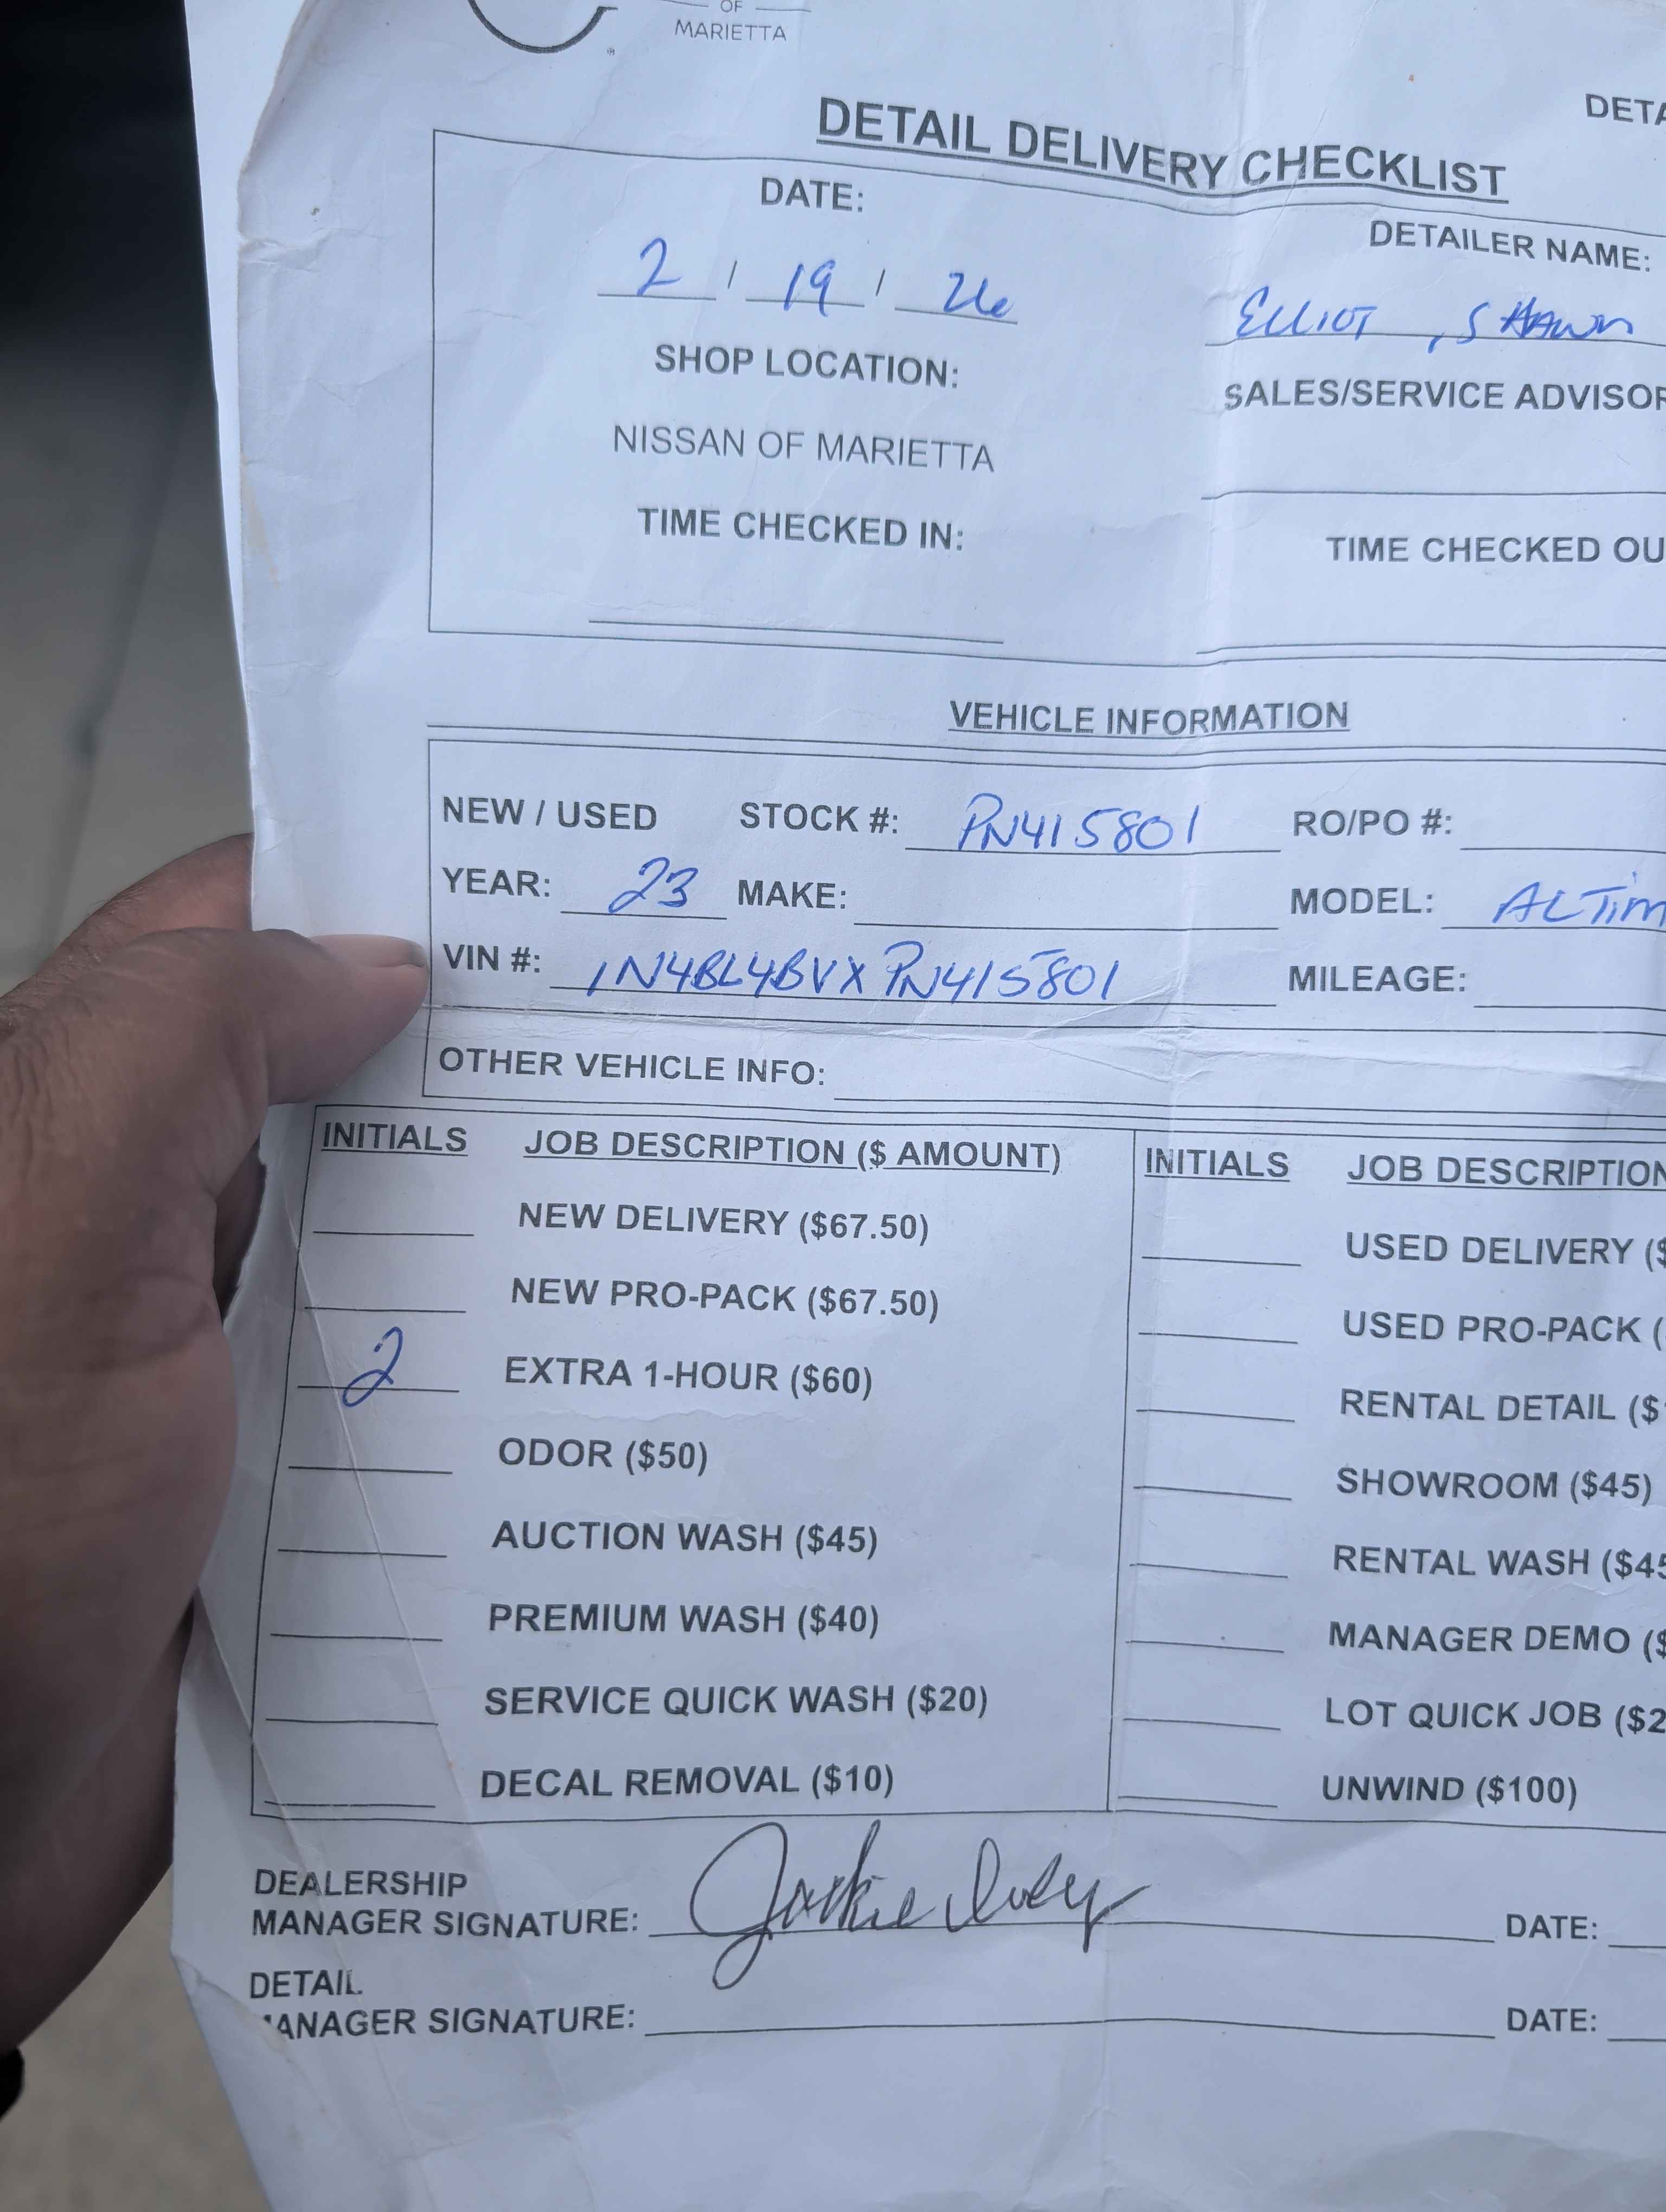 OF
MARIETTA
DETA
DETAIL DELIVERY CHECKLIST
DATE:
2 / 19 / 26
DETAILER NAME:
ELLIOT, SHAWN
SHOP LOCATION:
SALES/SERVICE ADVISOR
NISSAN OF MARIETTA
TIME CHECKED IN:
TIME CHECKED OU
VEHICLE INFORMATION
NEW / USED STOCK #: PN415801 RO/PO #:
YEAR: 23 MAKE: MODEL: ALTIM
VIN #: 1N4BL4BVXPN415801 MILEAGE:
OTHER VEHICLE INFO:
INITIALS JOB DESCRIPTION ($ AMOUNT) INITIALS JOB DESCRIPTION
NEW DELIVERY ($67.50) USED DELIVERY ($
NEW PRO-PACK ($67.50) USED PRO-PACK (
2 EXTRA 1-HOUR ($60) RENTAL DETAIL ($
ODOR ($50) SHOWROOM ($45)
AUCTION WASH ($45) RENTAL WASH ($45
PREMIUM WASH ($40) MANAGER DEMO ($
SERVICE QUICK WASH ($20) LOT QUICK JOB ($2
DECAL REMOVAL ($10) UNWIND ($100)
DEALERSHIP
MANAGER SIGNATURE: Jackie DATE:
DETAIL
MANAGER SIGNATURE: DATE: